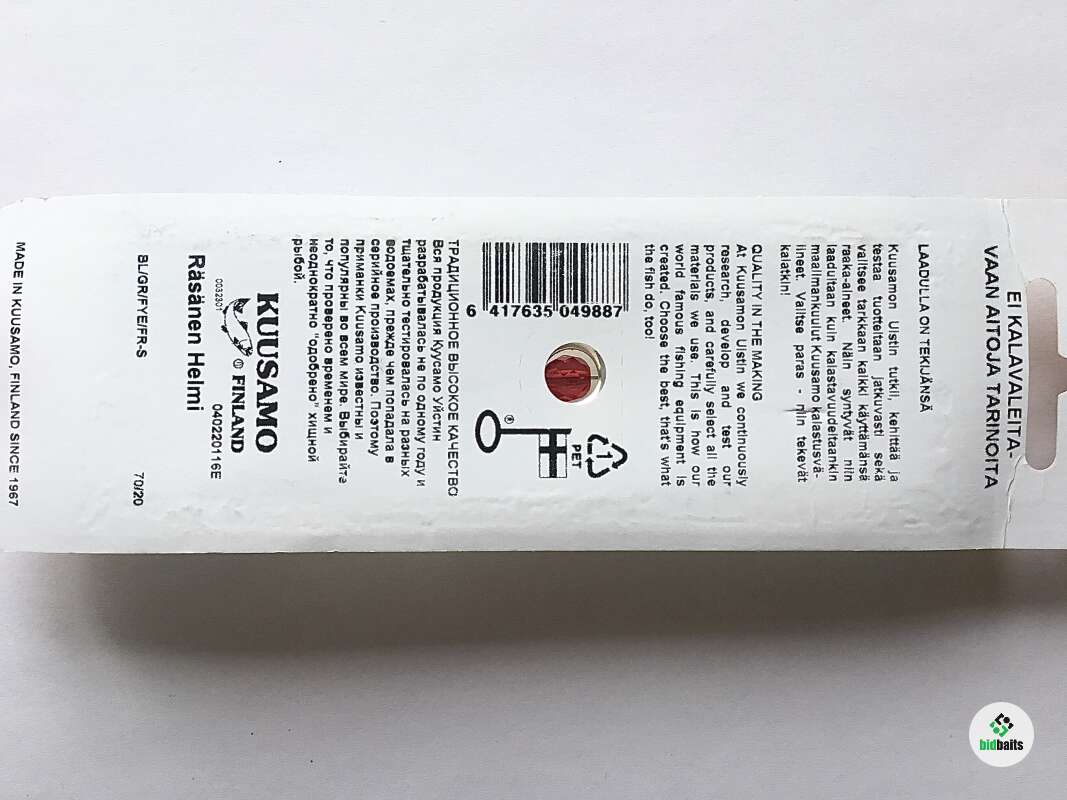 EI KALAVALEITA-
VAAN AITOJA TARINOITA
LAADULLA ON TEKIJÄNSÄ
Kuusamon Uistin tutkii, kehittää ja
testaa tuotteitaan jatkuvasti sekä
valitsee tarkkaan kaikki käyttämänsä
raaka-aineet. Näin syntyvät niin
laadultaan kuin kalastavuudeltaankin
maailmankuulut Kuusamo kalastusvä-
lineet. Valitse paras - niin tekevät
kalatkin!
QUALITY IN THE MAKING
At Kuusamon Uistin we continuously
research, develop and test our
products, and carefully select all the
materials we use. This is how our
world famous fishing equipment is
created. Choose the best, that's what
the fish do, too!
6 417635 049887
1
PET
®
ТРАДИЦИОННОЕ ВЫСОКОЕ КАЧЕСТВО
Вся продукция Куусамо Уйстин
разрабатывалась не по одному году и
тщательно тестировалась на разных
водоемах, прежде чем попадала в
серийное производство. Поэтому
приманки Kuusamo известны и
популярны во всем мире. Выбирайте
то, что проверено временем и
неоднократно "одобрено" хищной
рыбой.
KUUSAMO
® FINLAND
0032301
040220116E
Räsänen Helmi
BL/GR/FYE/FR-S
70/20
MADE IN KUUSAMO, FINLAND SINCE 1967
bidbaits